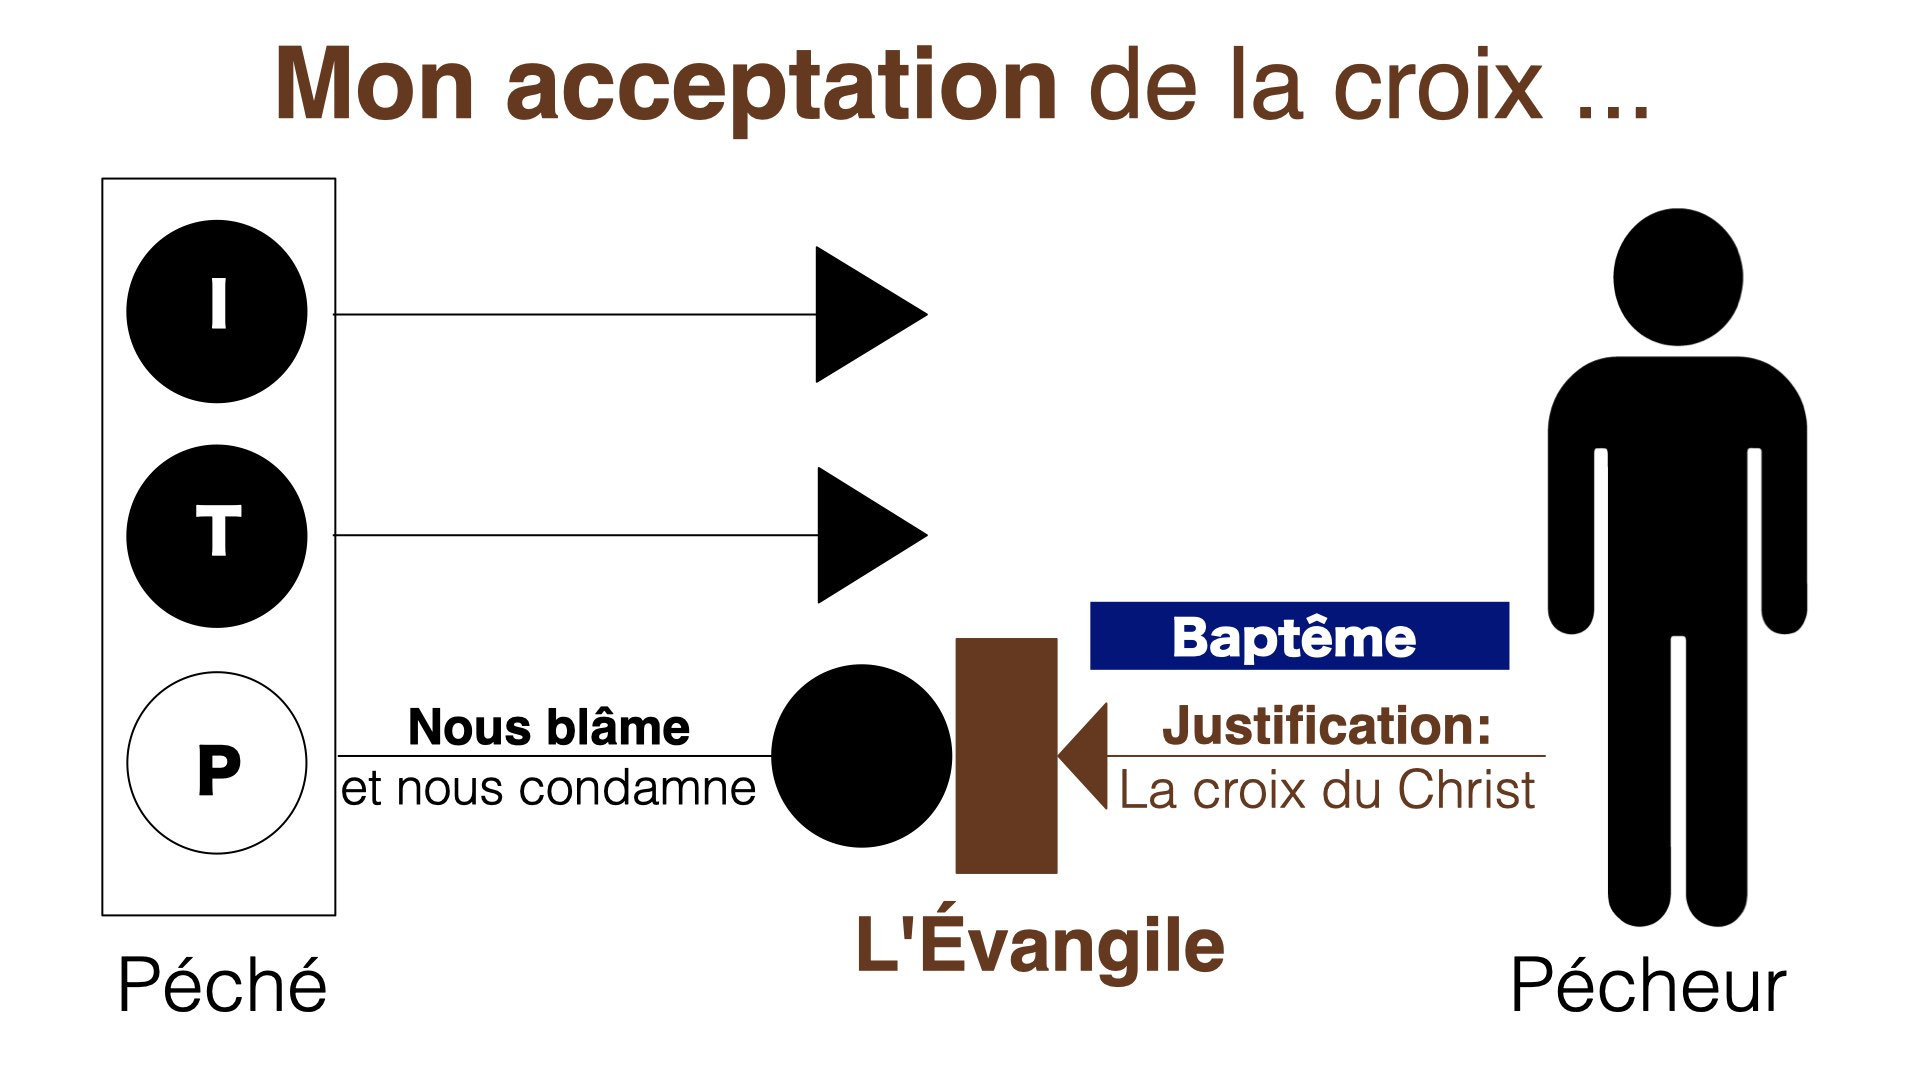 Mon acceptation de la croix ...
I
T
P
Nous blâme
et nous condamne
Baptême
Justification:
La croix du Christ
L'Évangile
Péché
Pécheur